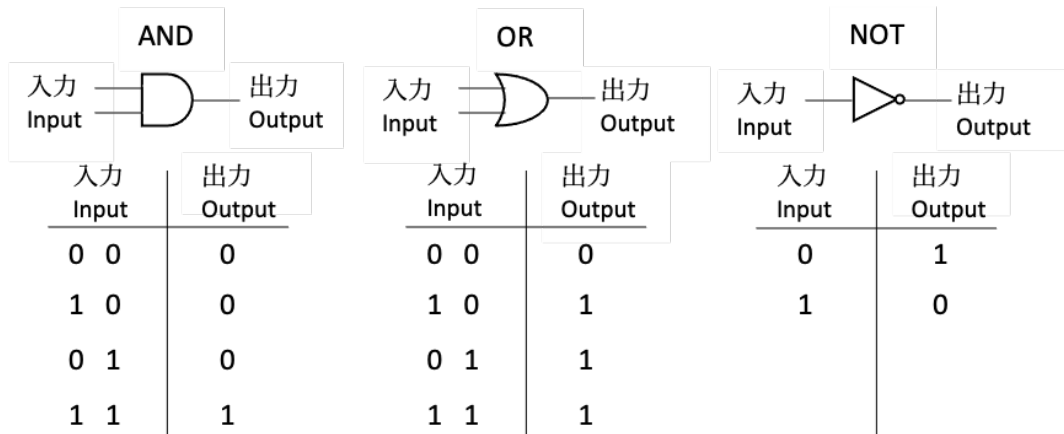 AND
入力 出力
Input Output
入力 出力
Input Output
0 0 0
1 0 0
0 1 0
1 1 1
OR
入力 出力
Input Output
入力 出力
Input Output
0 0 0
1 0 1
0 1 1
1 1 1
NOT
入力 出力
Input Output
入力 出力
Input Output
0 1
1 0